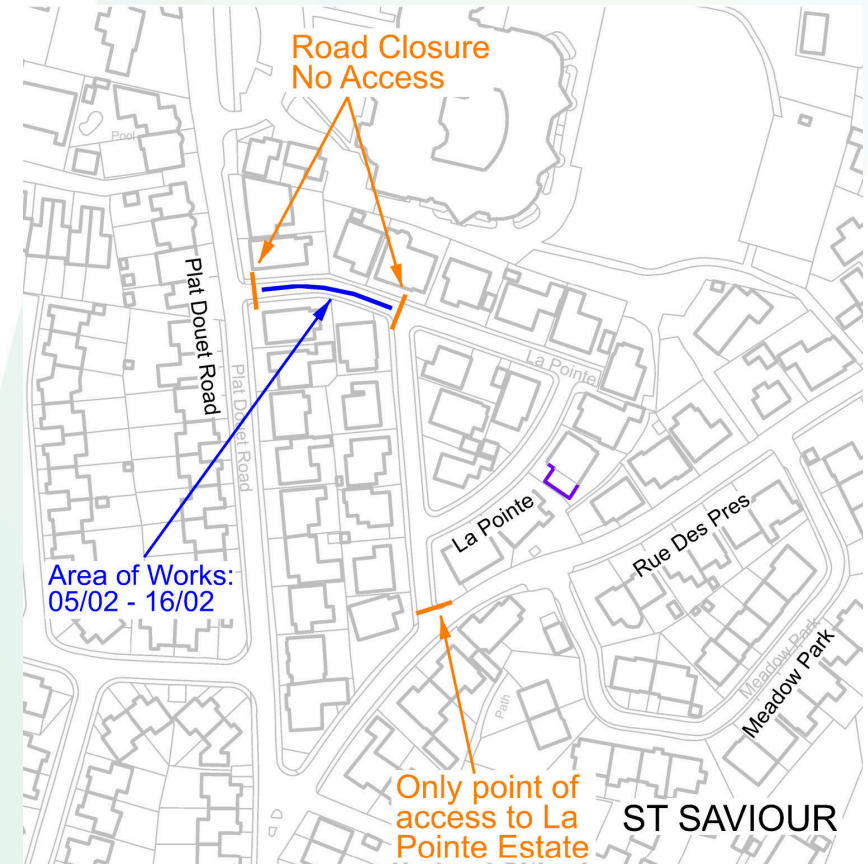 Road Closure
No Access
Pool
Plat Douet Road
Plat Douet Road
La Pointe
La Pointe
Rue Des Pres
Area of Works:
05/02 - 16/02
Meadow Park
Meadow Park
Path
Only point of
access to La
Pointe Estate
ST SAVIOUR